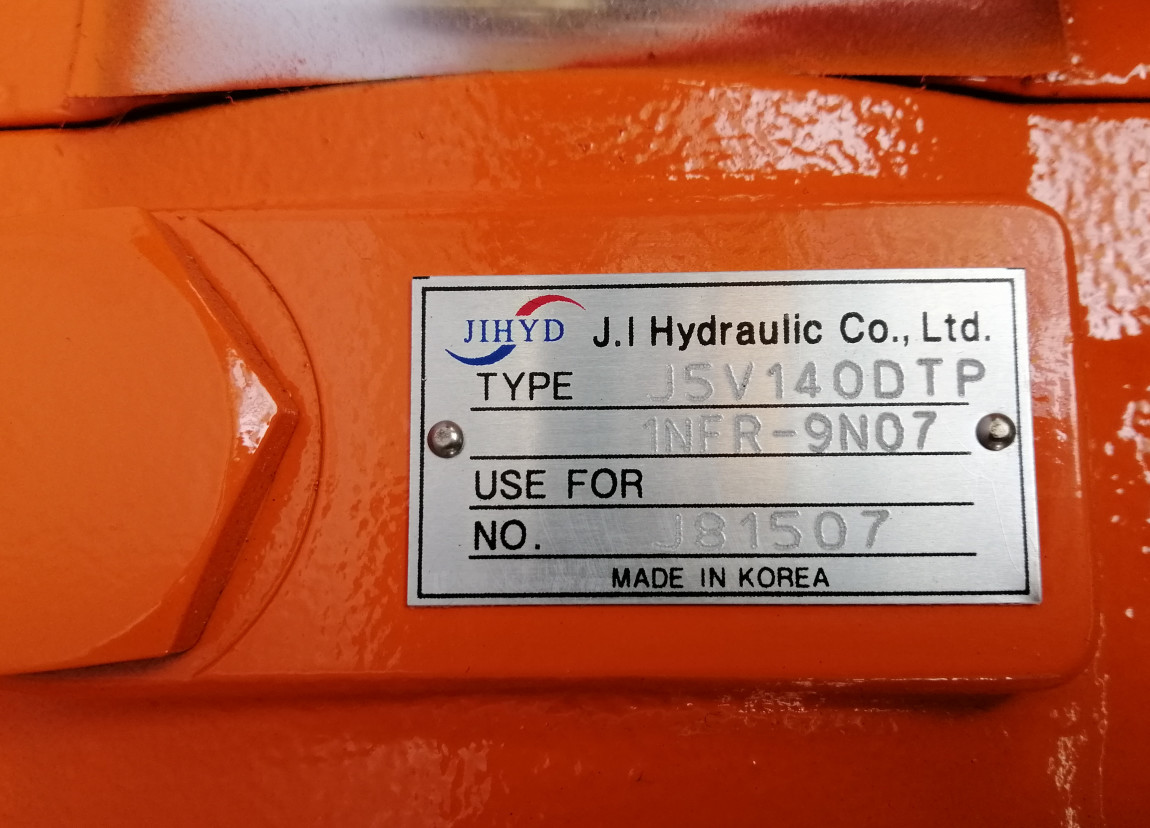 JIHYD J.I Hydraulic Co., Ltd.
TYPE J5V140DTP
1NFR-9N07
USE FOR
NO. J81507
MADE IN KOREA